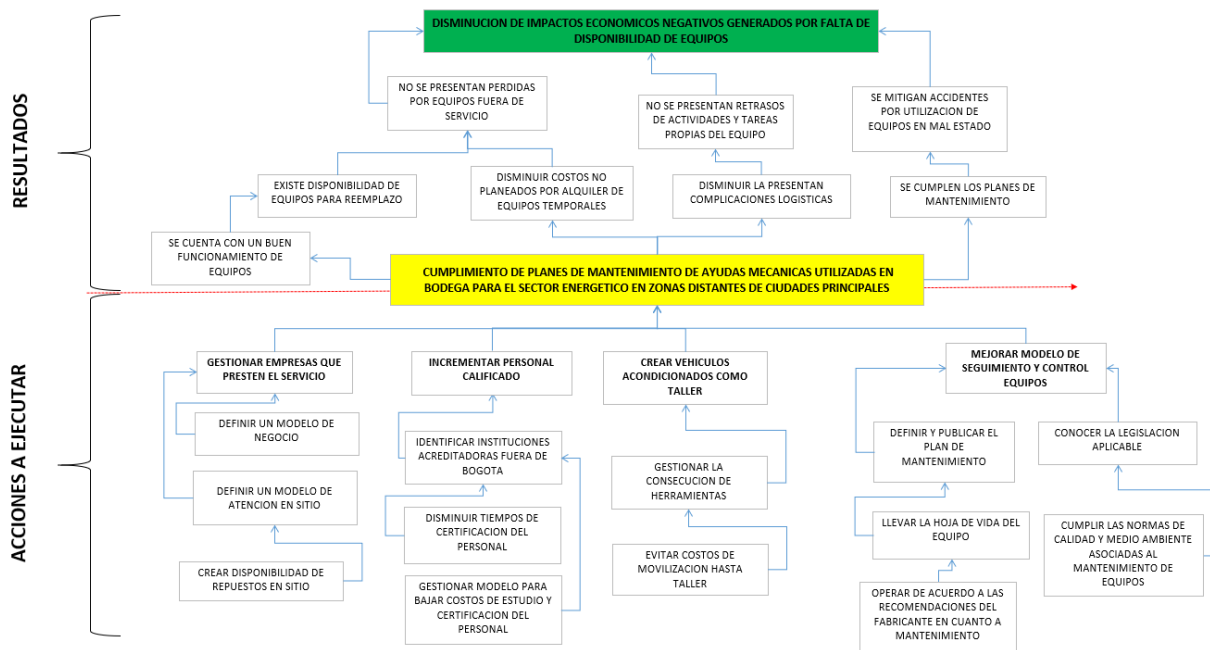 DISMINUCION DE IMPACTOS ECONOMICOS NEGATIVOS GENERADOS POR FALTA DE
DISPONIBILIDAD DE EQUIPOS
RESULTADOS
NO SE PRESENTAN PERDIDAS
POR EQUIPOS FUERA DE
SERVICIO
NO SE PRESENTAN RETRASOS
DE ACTIVIDADES Y TAREAS
PROPIAS DEL EQUIPO
SE MITIGAN ACCIDENTES
POR UTILIZACION DE
EQUIPOS EN MAL ESTADO
EXISTE DISPONIBILIDAD DE
EQUIPOS PARA REEMPLAZO
DISMINUIR COSTOS NO
PLANEADOS POR ALQUILER DE
EQUIPOS TEMPORALES
DISMINUIR LA PRESENTAN
COMPLICACIONES LOGISTICAS
SE CUMPLEN LOS PLANES DE
MANTENIMIENTO
SE CUENTA CON UN BUEN
FUNCIONAMIENTO DE
EQUIPOS
CUMPLIMIENTO DE PLANES DE MANTENIMIENTO DE AYUDAS MECANICAS UTILIZADAS EN
BODEGA PARA EL SECTOR ENERGETICO EN ZONAS DISTANTES DE CIUDADES PRINCIPALES
ACCIONES A EJECUTAR
GESTIONAR EMPRESAS QUE
PRESTEN EL SERVICIO
INCREMENTAR PERSONAL
CALIFICADO
CREAR VEHICULOS
ACONDICIONADOS COMO
TALLER
MEJORAR MODELO DE
SEGUIMIENTO Y CONTROL
EQUIPOS
DEFINIR UN MODELO DE
NEGOCIO
IDENTIFICAR INSTITUCIONES
ACREDITADORAS FUERA DE
BOGOTA
GESTIONAR LA
CONSECUCION DE
HERRAMIENTAS
DEFINIR Y PUBLICAR EL
PLAN DE
MANTENIMIENTO
CONOCER LA LEGISLACION
APLICABLE
DEFINIR UN MODELO DE
ATENCION EN SITIO
DISMINUIR TIEMPOS DE
CERTIFICACION DEL
PERSONAL
EVITAR COSTOS DE
MOVILIZACION HASTA
TALLER
LLEVAR LA HOJA DE VIDA DEL
EQUIPO
CUMPLIR LAS NORMAS DE
CALIDAD Y MEDIO AMBIENTE
ASOCIADAS AL
MANTENIMIENTO DE
EQUIPOS
CREAR DISPONIBILIDAD DE
REPUESTOS EN SITIO
GESTIONAR MODELO PARA
BAJAR COSTOS DE ESTUDIO Y
CERTIFICACION DEL
PERSONAL
OPERAR DE ACUERDO A LAS
RECOMENDACIONES DEL
FABRICANTE EN CUANTO A
MANTENIMIENTO